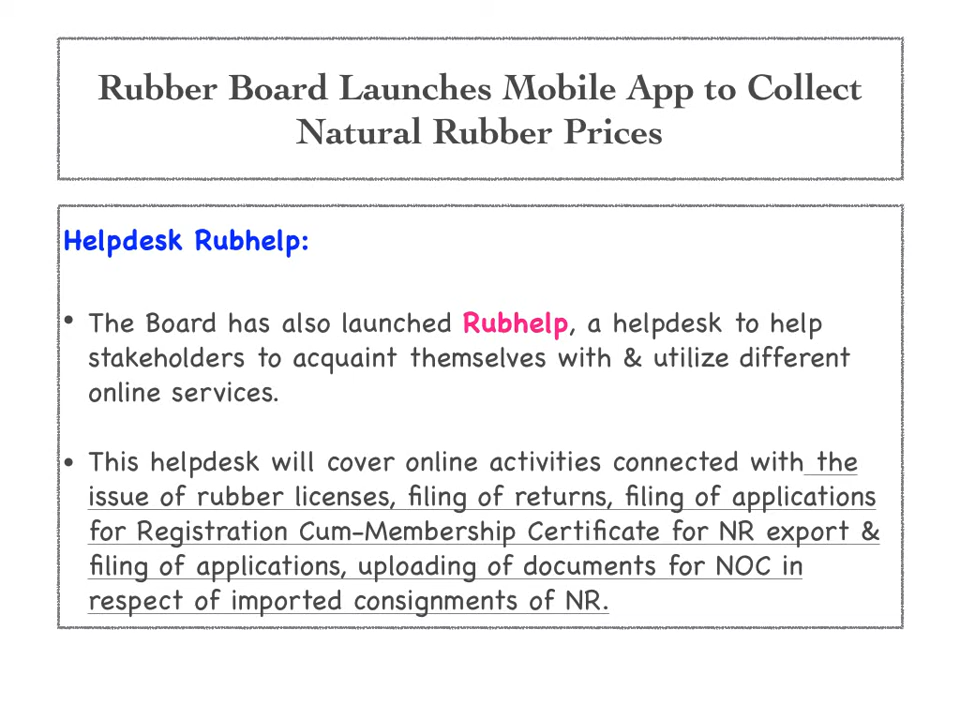 Rubber Board Launches Mobile App to Collect
Natural Rubber Prices
Helpdesk Rubhelp:
• The Board has also launched Rubhelp, a helpdesk to help
stakeholders to acquaint themselves with & utilize different
online services.
• This helpdesk will cover online activities connected with the
issue of rubber licenses, filing of returns, filing of applications
for Registration Cum-Membership Certificate for NR export &
filing of applications, uploading of documents for NOC in
respect of imported consignments of NR.